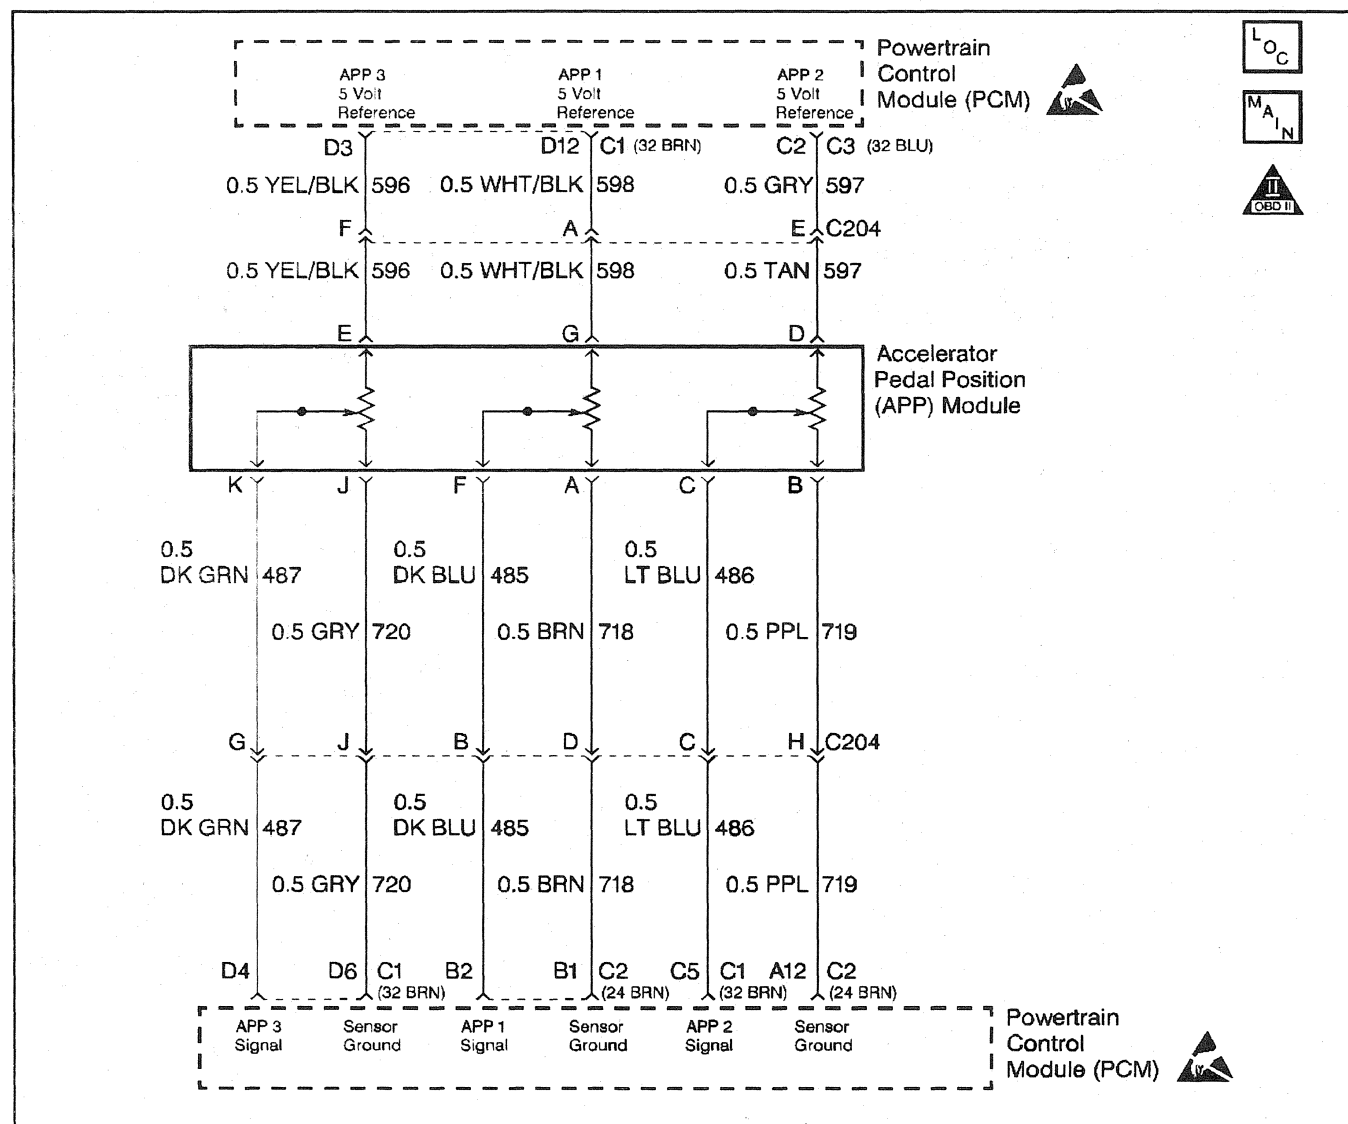 APP 3 APP 1 APP 2
5 Volt 5 Volt 5 Volt
Reference Reference Reference
Powertrain
Control
Module (PCM)
LOC
MAIN
II
OBD II
D3 D12 C1 (32 BRN) C2 C3 (32 BLU)
0.5 YEL/BLK 596 0.5 WHT/BLK 598 0.5 GRY 597
F A E C204
0.5 YEL/BLK 596 0.5 WHT/BLK 598 0.5 TAN 597
E G D
Accelerator
Pedal Position
(APP) Module
K J F A C B
0.5 0.5 0.5
DK GRN 487 DK BLU 485 LT BLU 486
0.5 GRY 720 0.5 BRN 718 0.5 PPL 719
G J B D C H C204
0.5 0.5 0.5
DK GRN 487 DK BLU 485 LT BLU 486
0.5 GRY 720 0.5 BRN 718 0.5 PPL 719
D4 D6 C1 B2 B1 C2 C5 C1 A12 C2
(32 BRN) (24 BRN) (32 BRN) (24 BRN)
APP 3 Sensor APP 1 Sensor APP 2 Sensor
Signal Ground Signal Ground Signal Ground
Powertrain
Control
Module (PCM)